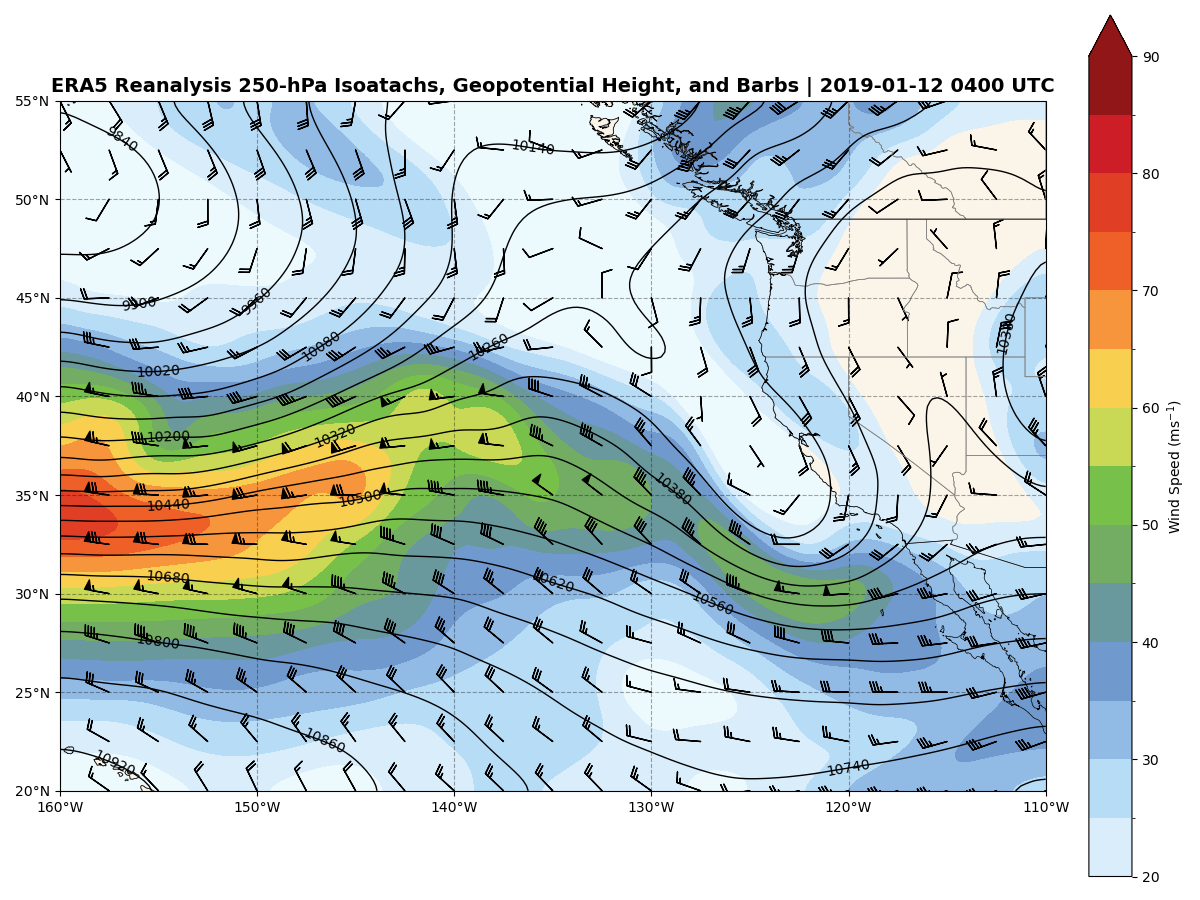 ERA5 Reanalysis 250-hPa Isoatachs, Geopotential Height, and Barbs | 2019-01-12 0400 UTC
55°N
50°N
45°N
40°N
35°N
30°N
25°N
20°N
160°W
150°W
140°W
130°W
120°W
110°W
9840
9900
9960
10020
10080
10140
10200
10260
10320
10380
10380
10440
10500
10560
10620
10680
10740
10800
10860
10920
0
90
80
70
60
50
40
30
20
Wind Speed (ms⁻¹)